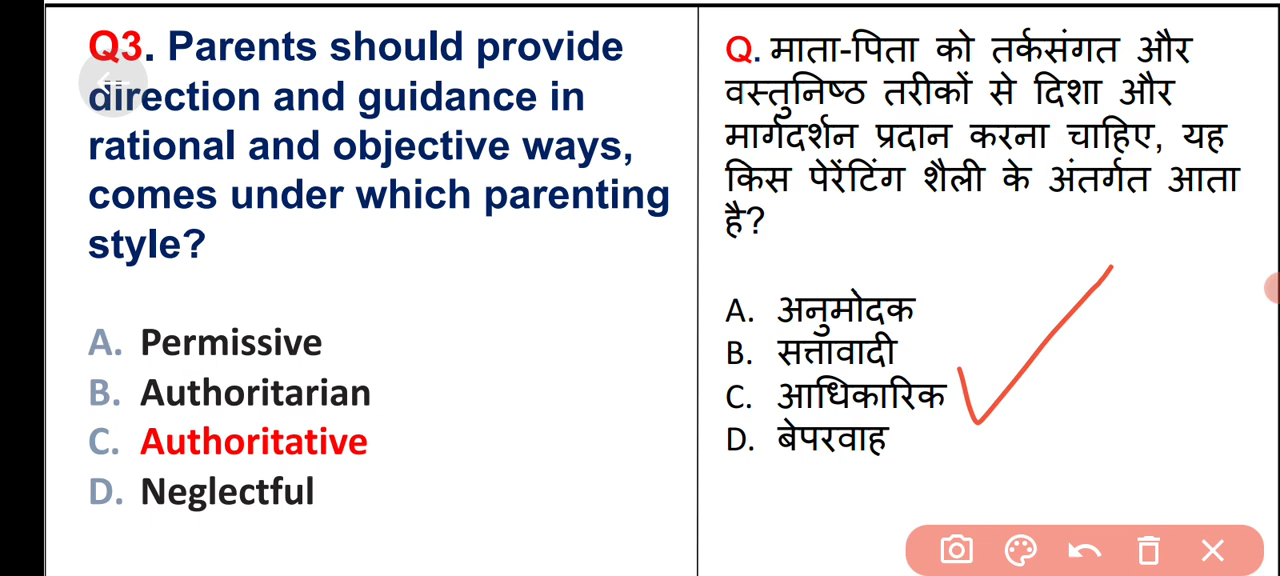 Q3. Parents should provide
direction and guidance in
rational and objective ways,
comes under which parenting
style?
A. Permissive
B. Authoritarian
C. Authoritative
D. Neglectful
Q. माता-पिता को तर्कसंगत और
वस्तुनिष्ठ तरीकों से दिशा और
मार्गदर्शन प्रदान करना चाहिए, यह
किस पेरेंटिंग शैली के अंतर्गत आता
है?
A. अनुमोदक
B. सत्तावादी
C. आधिकारिक
D. बेपरवाह